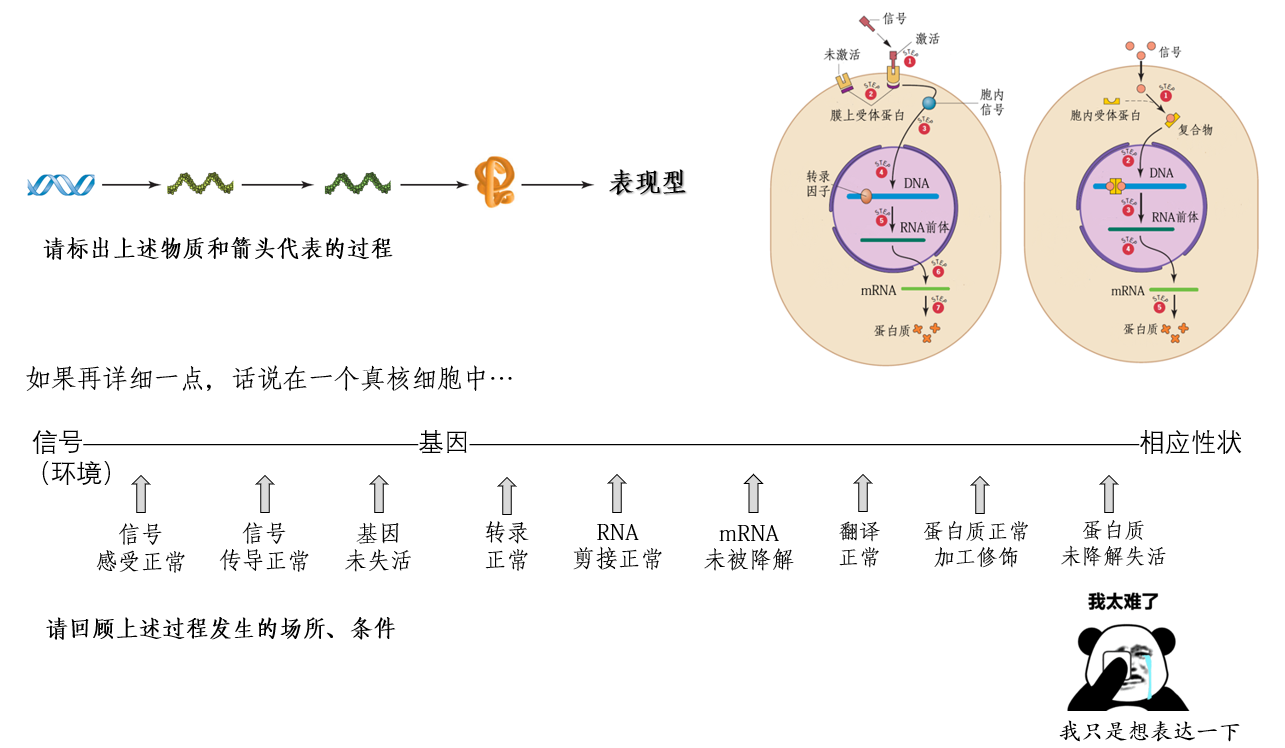 表现型
请标出上述物质和箭头代表的过程
信号
激活
STEP 1
未激活
STEP 2
膜上受体蛋白
胞内
信号
STEP 3
STEP 4
转录
因子
DNA
STEP 5
RNA前体
STEP 6
mRNA
STEP 7
蛋白质
信号
STEP 1
胞内受体蛋白
复合物
STEP 2
DNA
STEP 3
RNA前体
STEP 4
mRNA
STEP 5
蛋白质
如果再详细一点，话说在一个真核细胞中…
信号
（环境）
基因
相应性状
信号
感受正常
信号
传导正常
基因
未失活
转录
正常
RNA
剪接正常
mRNA
未被降解
翻译
正常
蛋白质正常
加工修饰
蛋白质
未降解失活
请回顾上述过程发生的场所、条件
我太难了
我只是想表达一下